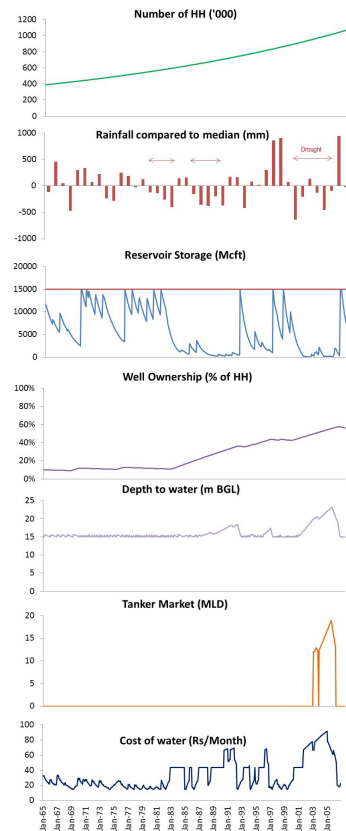 Number of HH ('000)
1200
1000
800
600
400
200
0
Rainfall compared to median (mm)
1000
500
0
-500
-1000
Drought
Reservoir Storage (Mcft)
20000
15000
10000
5000
0
Well Ownership (% of HH)
100%
80%
60%
40%
20%
0%
Depth to water (m BGL)
25
20
15
10
5
0
Tanker Market (MLD)
20
15
10
5
0
Cost of water (Rs/Month)
100
80
60
40
20
0
Jan-65
Jan-67
Jan-69
Jan-71
Jan-73
Jan-75
Jan-77
Jan-79
Jan-81
Jan-83
Jan-85
Jan-87
Jan-89
Jan-91
Jan-93
Jan-95
Jan-97
Jan-99
Jan-01
Jan-03
Jan-05